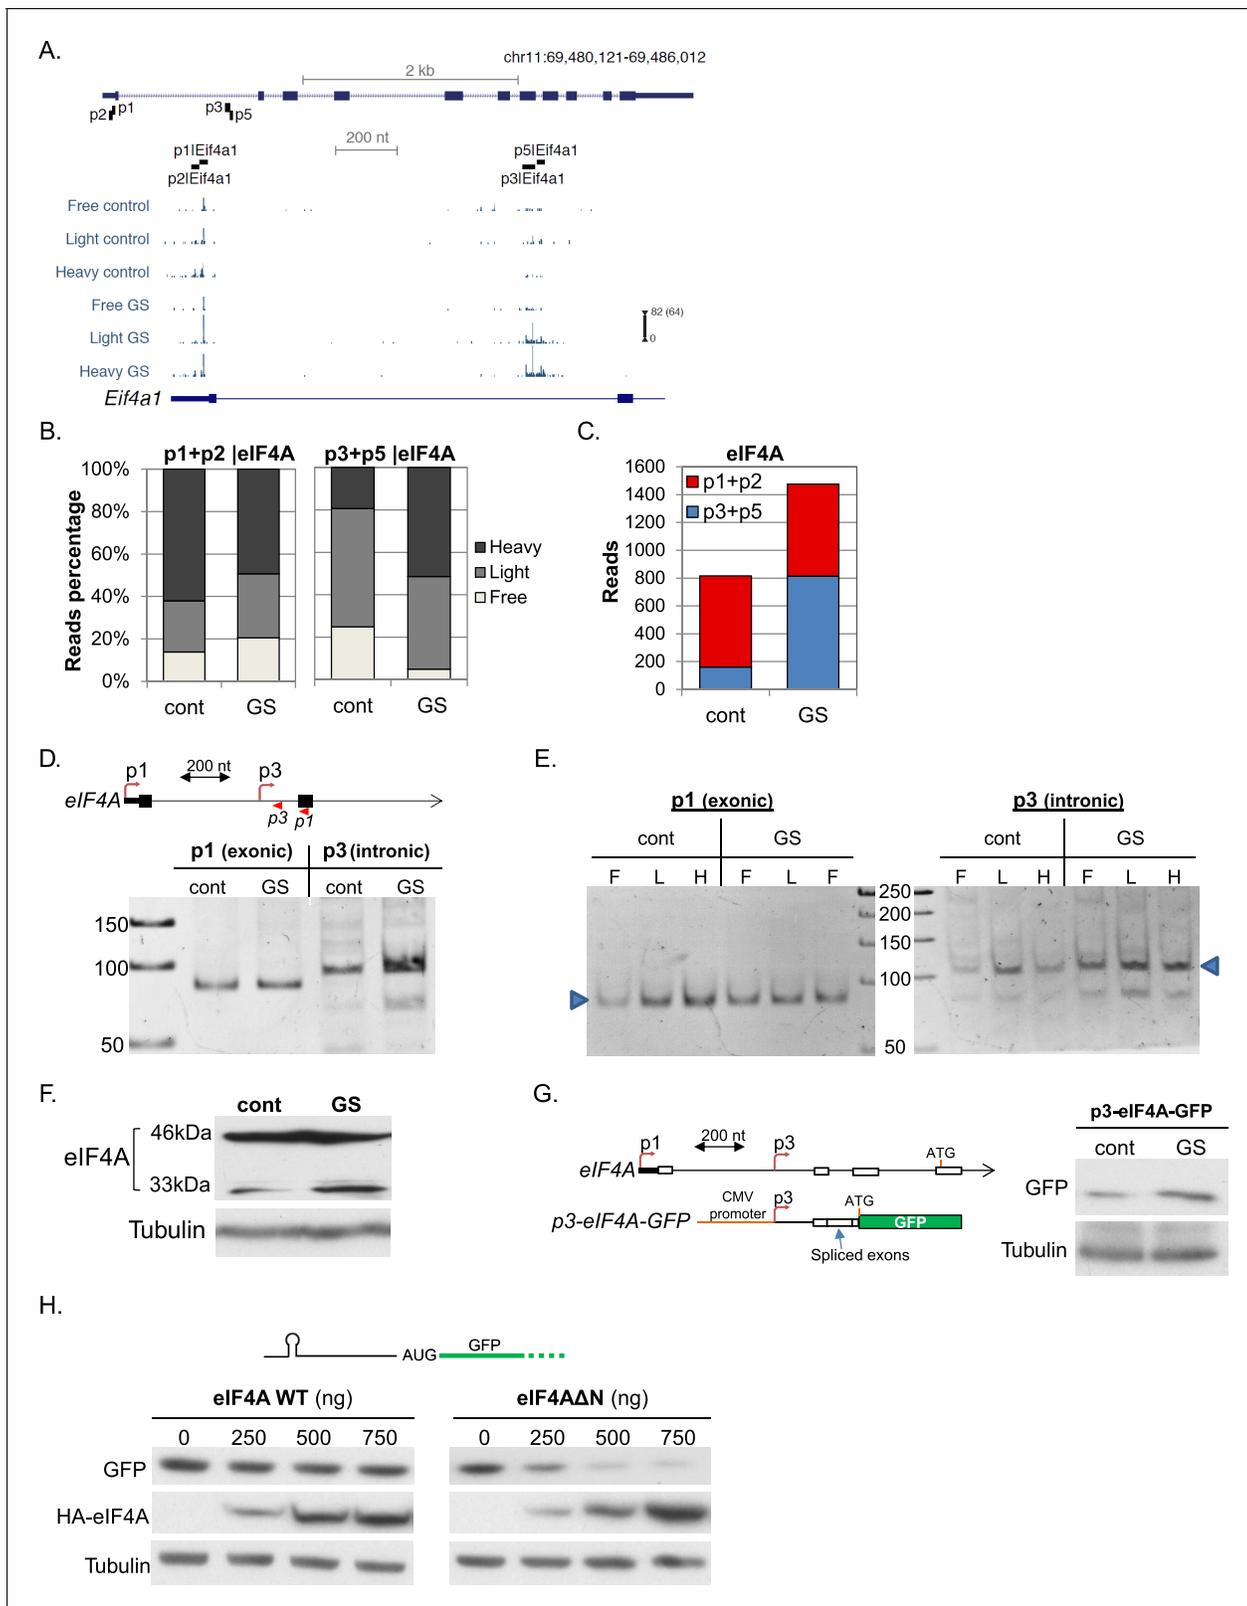 A.
chr11:69,480,121-69,486,012
2 kb
p2 p1 p3 p5
200 nt
p1|Eif4a1 p5|Eif4a1
p2|Eif4a1 p3|Eif4a1
Free control
Light control
Heavy control
Free GS
82 (64)
Light GS
0
Heavy GS
Eif4a1
B.
p1+p2 |eIF4A p3+p5 |eIF4A
Reads percentage
100%
80%
60%
40%
20%
0%
cont GS cont GS
Heavy
Light
Free
C.
eIF4A
Reads
1600
1400
1200
1000
800
600
400
200
0
p1+p2
p3+p5
cont GS
D.
p1 200 nt p3
eIF4A
p3 p1
p1 (exonic) p3 (intronic)
cont GS cont GS
150
100
50
E.
p1 (exonic) p3 (intronic)
cont GS cont GS
F L H F L F F L H F L H
250
200
150
100
50
F.
cont GS
eIF4A
46kDa
33kDa
Tubulin
G.
p1 200 nt p3 ATG
eIF4A
CMV promoter p3 ATG
p3-eIF4A-GFP GFP
Spliced exons
p3-eIF4A-GFP
cont GS
GFP
Tubulin
H.
AUG GFP
eIF4A WT (ng) eIF4AΔN (ng)
0 250 500 750 0 250 500 750
GFP
HA-eIF4A
Tubulin